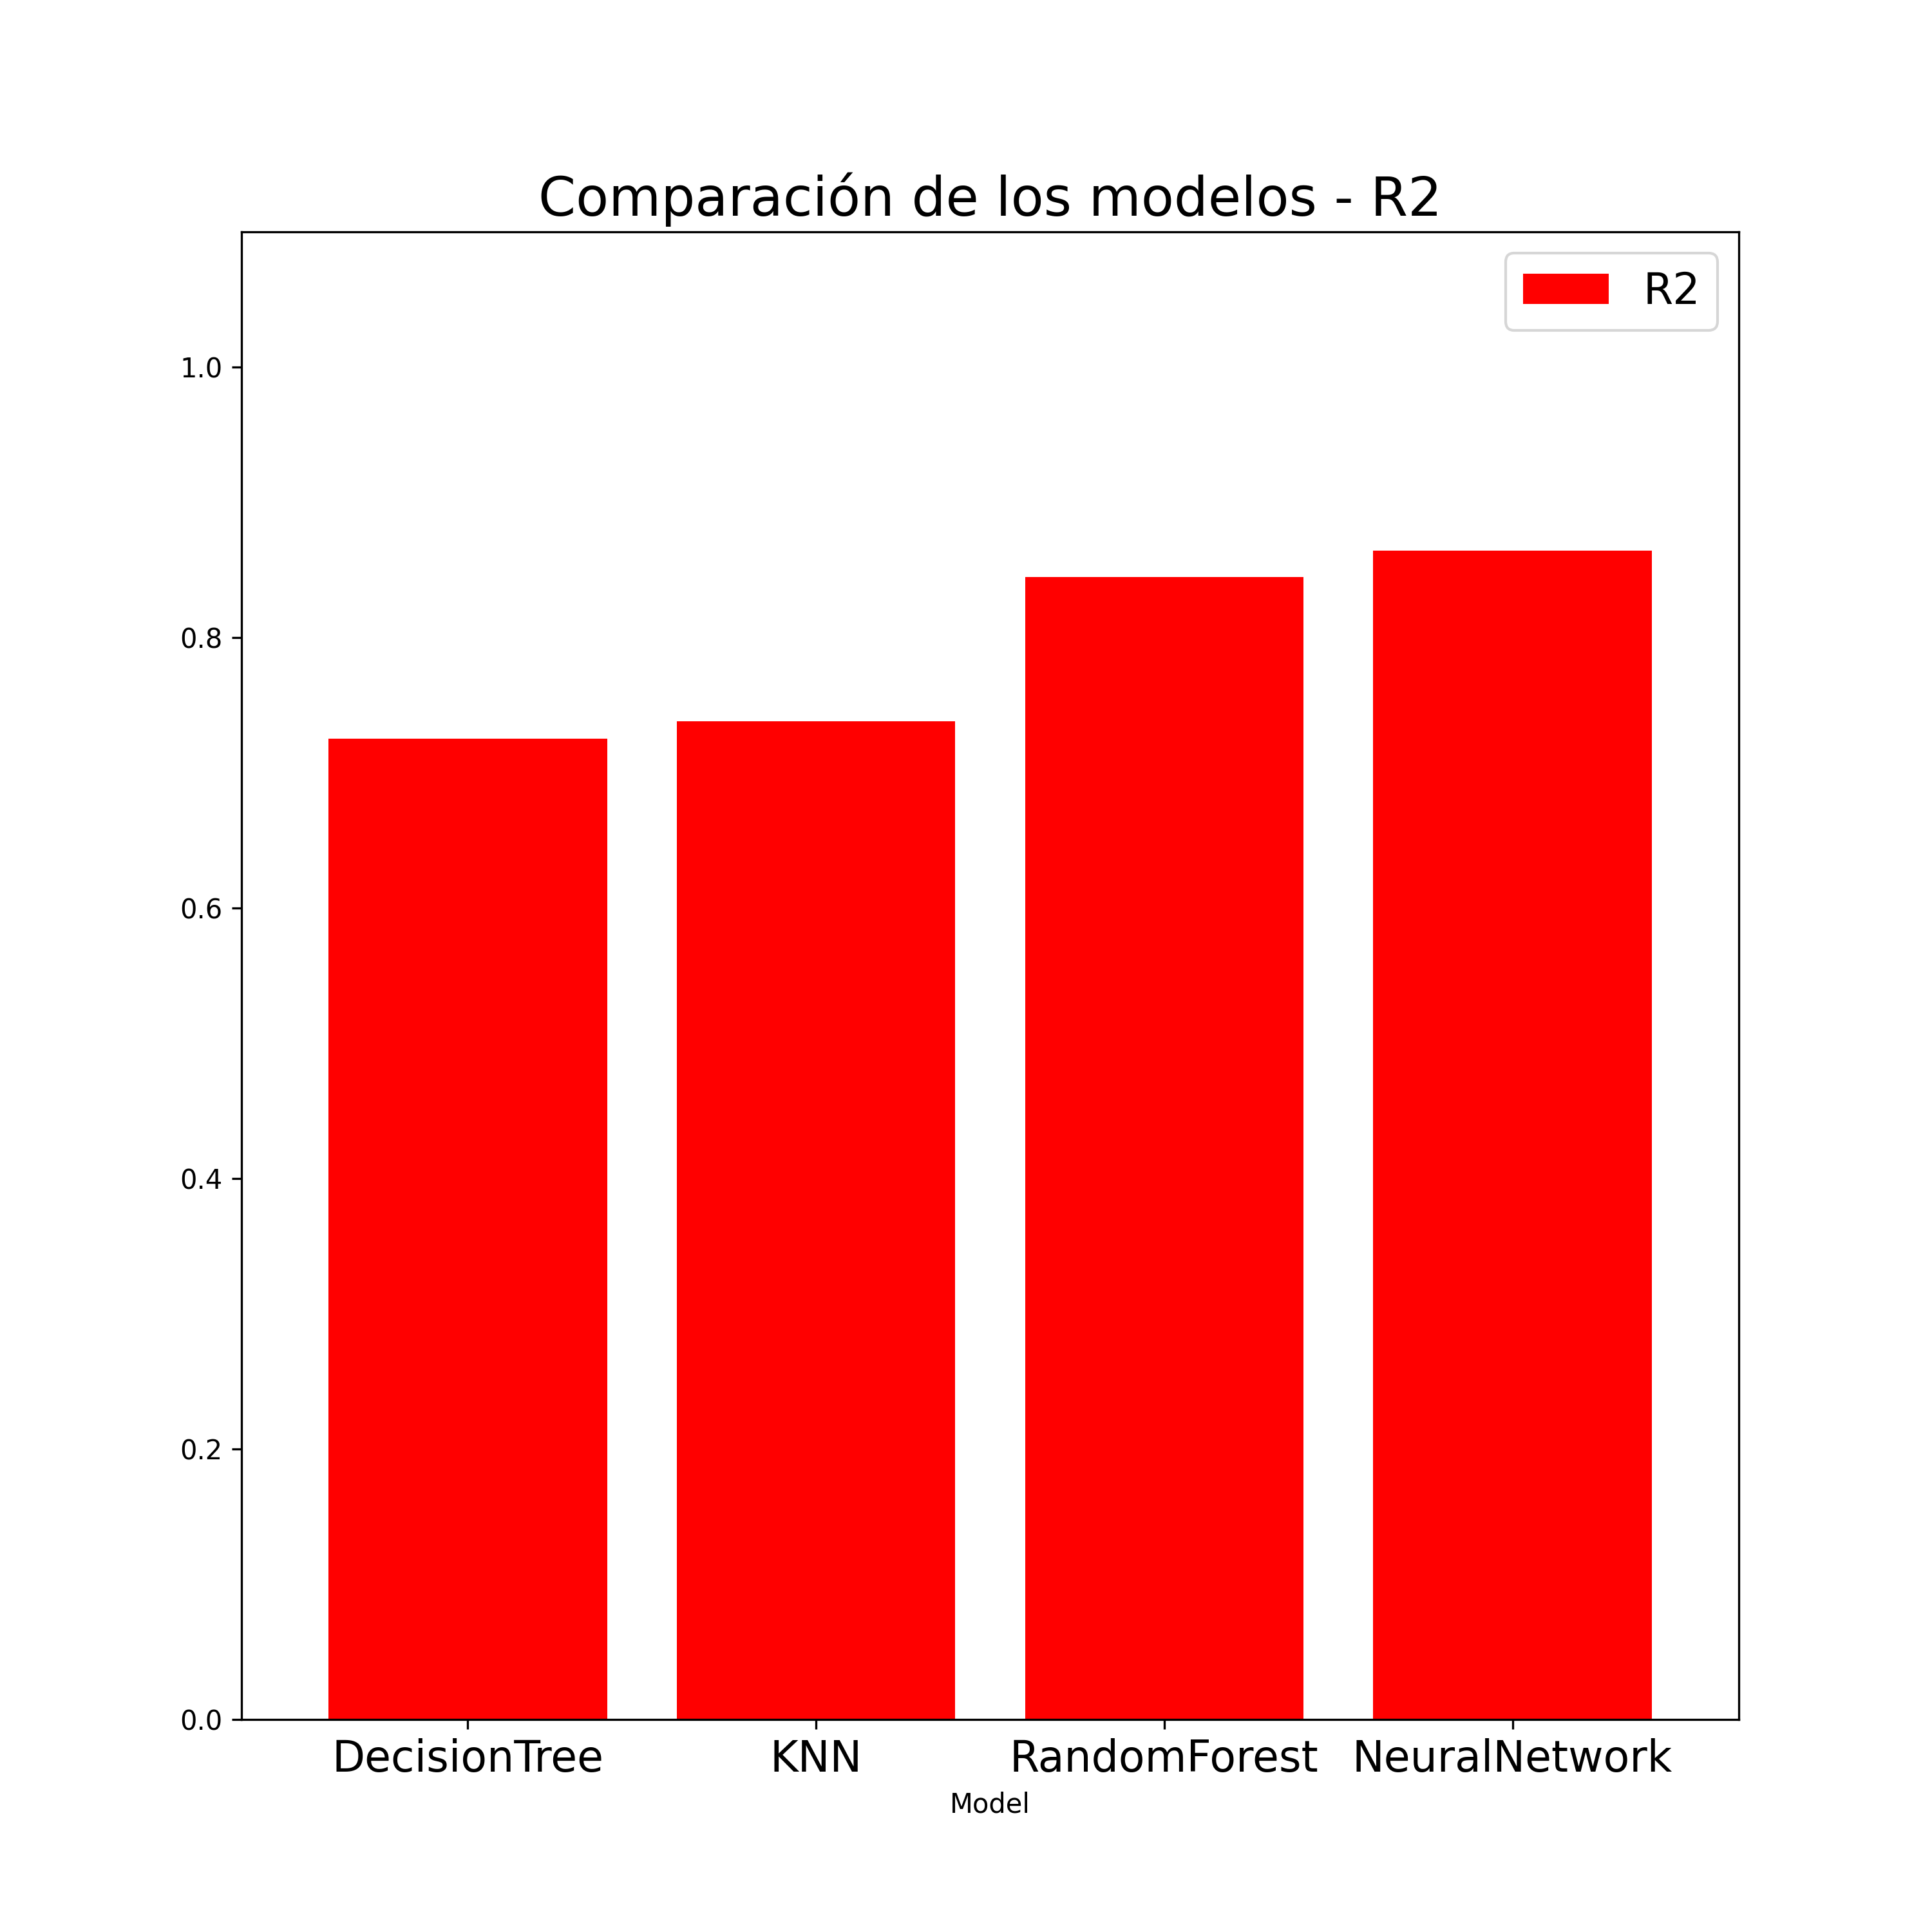 Comparación de los modelos - R2
R2
1.0
0.8
0.6
0.4
0.2
0.0
DecisionTree KNN RandomForest NeuralNetwork
Model